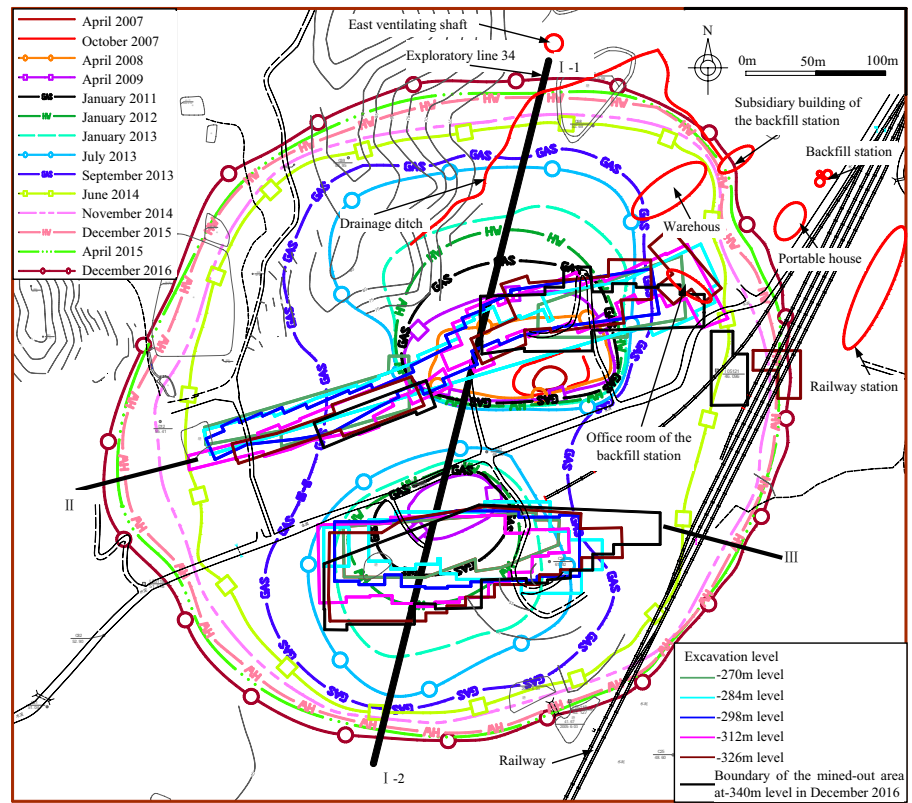 April 2007
October 2007
April 2008
April 2009
GAS January 2011
HV January 2012
January 2013
July 2013
GAS September 2013
June 2014
November 2014
HV December 2015
April 2015
December 2016
East ventilating shaft
Exploratory line 34
I -1
N
0m 50m 100m
Subsidiary building of
the backfill station
Backfill station
Drainage ditch
Warehous
Portable house
Railway station
Office room of the
backfill station
II
III
I -2
Railway
Excavation level
-270m level
-284m level
-298m level
-312m level
-326m level
Boundary of the mined-out area
at-340m level in December 2016